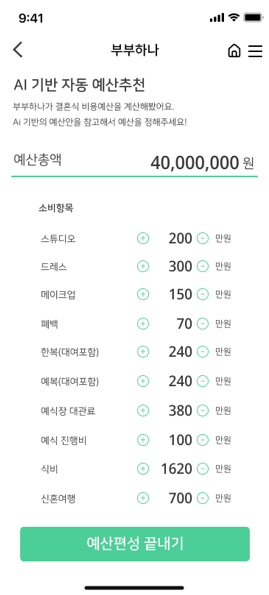 9:41
부부하나
AI 기반 자동 예산추천
부부하나가 결혼식 비용예산을 계산해봤어요.
Ai 기반의 예산안을 참고해서 예산을 정해주세요!
예산총액 40,000,000 원
소비항목
스튜디오 + 200 - 만원
드레스 + 300 - 만원
메이크업 + 150 - 만원
폐백 + 70 - 만원
한복(대여포함) + 240 - 만원
예복(대여포함) + 240 - 만원
예식장 대관료 + 380 - 만원
예식 진행비 + 100 - 만원
식비 + 1620 - 만원
신혼여행 + 700 - 만원
예산편성 끝내기